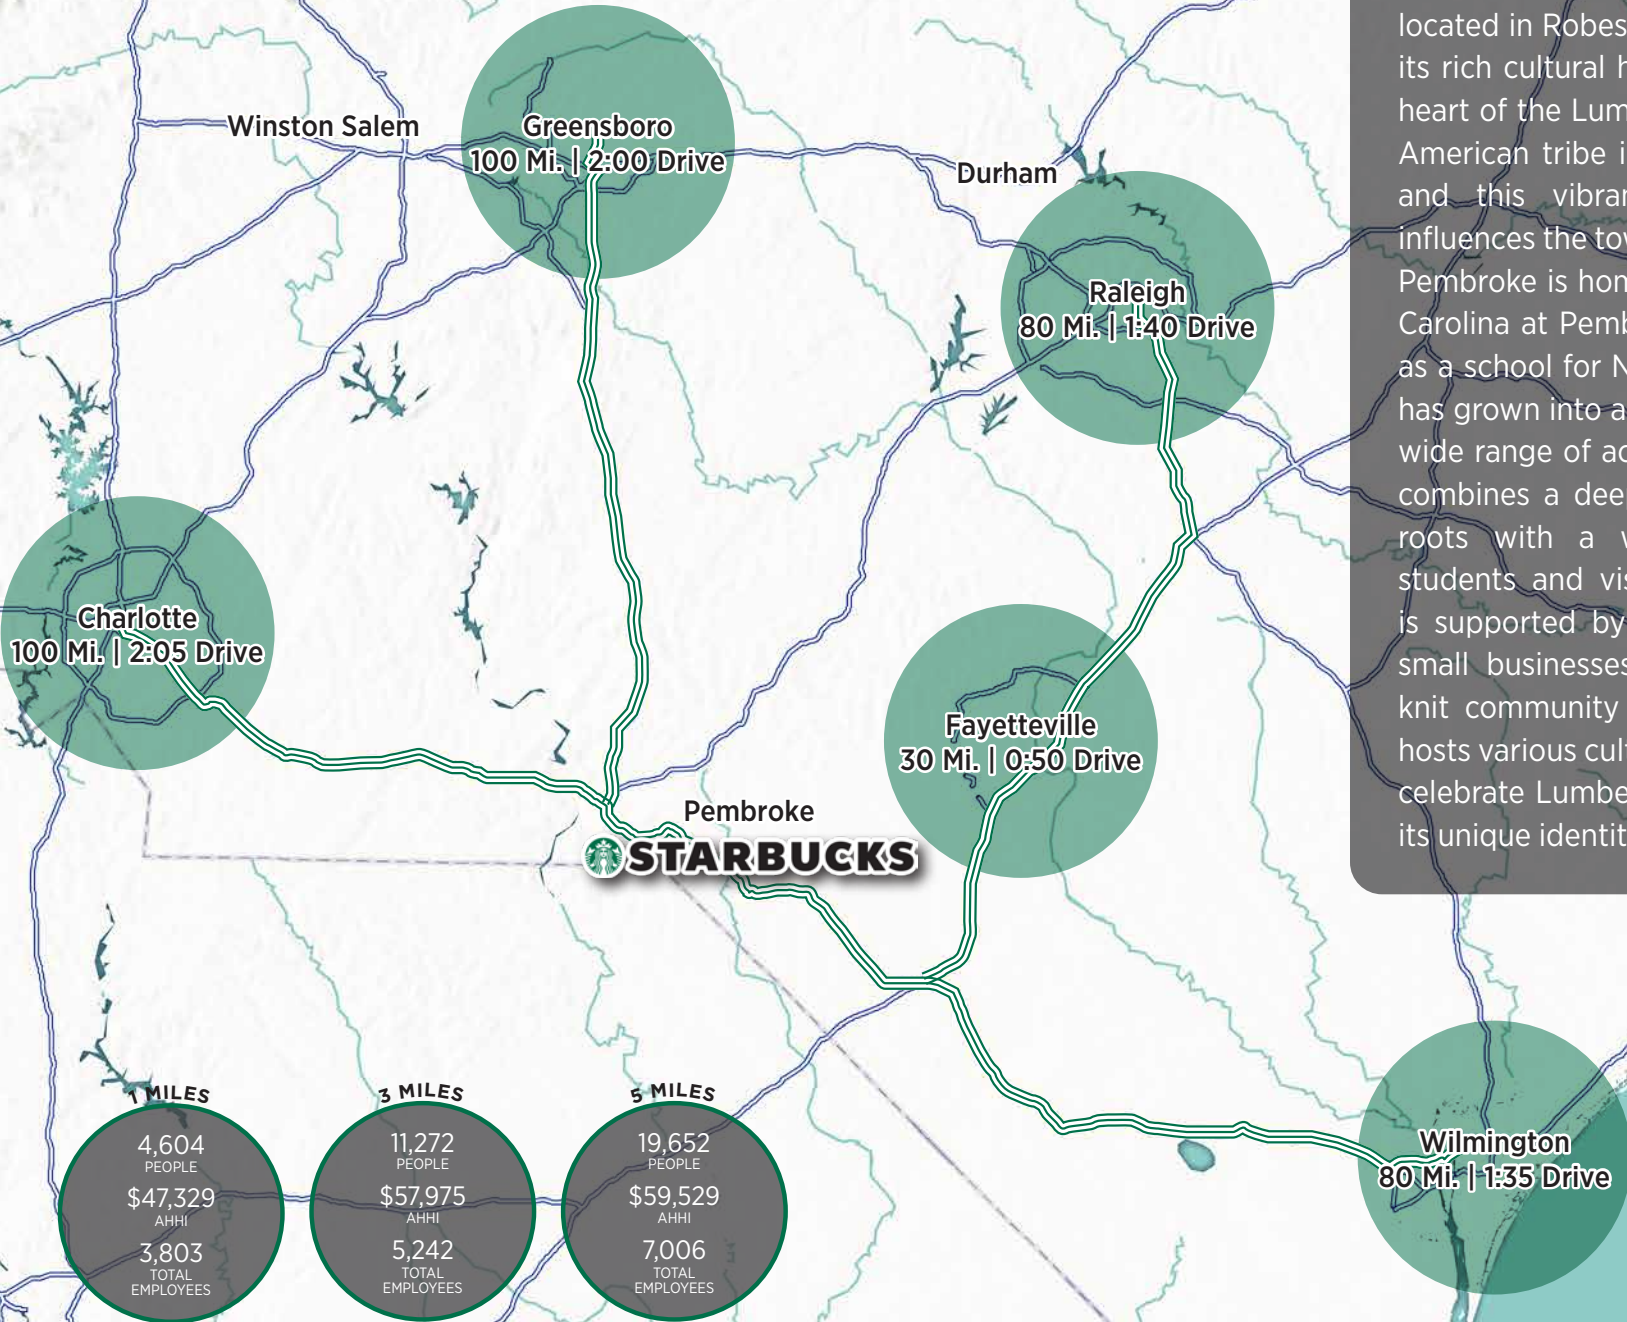 located in Robes
its rich cultural h
heart of the Lum
American tribe i
and this vibra
influences the tov
Pembroke is hon
Carolina at Pemb
as a school for N
has grown into a
wide range of ac
combines a dee
roots with a v
students and vis
is supported by
small businesses
knit community
hosts various cult
celebrate Lumbe
its unique identit
Winston Salem
Greensboro
100 Mi. | 2:00 Drive
Durham
Raleigh
80 Mi. | 1:40 Drive
Charlotte
100 Mi. | 2:05 Drive
Fayetteville
30 Mi. | 0:50 Drive
Pembroke
STARBUCKS
Wilmington
80 Mi. | 1:35 Drive
1 MILES
4,604
PEOPLE
$47,329
AHHI
3,803
TOTAL
EMPLOYEES
3 MILES
11,272
PEOPLE
$57,975
AHHI
5,242
TOTAL
EMPLOYEES
5 MILES
19,652
PEOPLE
$59,529
AHHI
7,006
TOTAL
EMPLOYEES